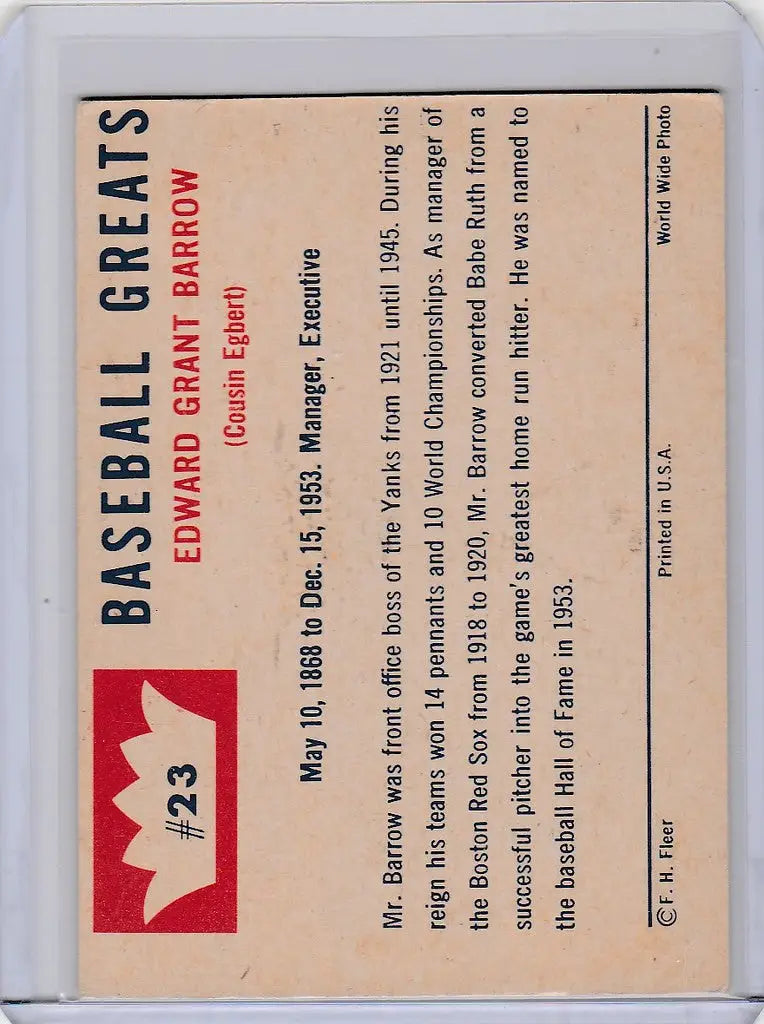 #23
BASEBALL GREATS
EDWARD GRANT BARROW
(Cousin Egbert)
May 10, 1868 to Dec. 15, 1953. Manager, Executive
Mr. Barrow was front office boss of the Yanks from 1921 until 1945. During his
reign his teams won 14 pennants and 10 World Championships. As manager of
the Boston Red Sox from 1918 to 1920, Mr. Barrow converted Babe Ruth from a
successful pitcher into the game's greatest home run hitter. He was named to
the baseball Hall of Fame in 1953.
© F. H. Fleer Printed in U.S.A. World Wide Photo